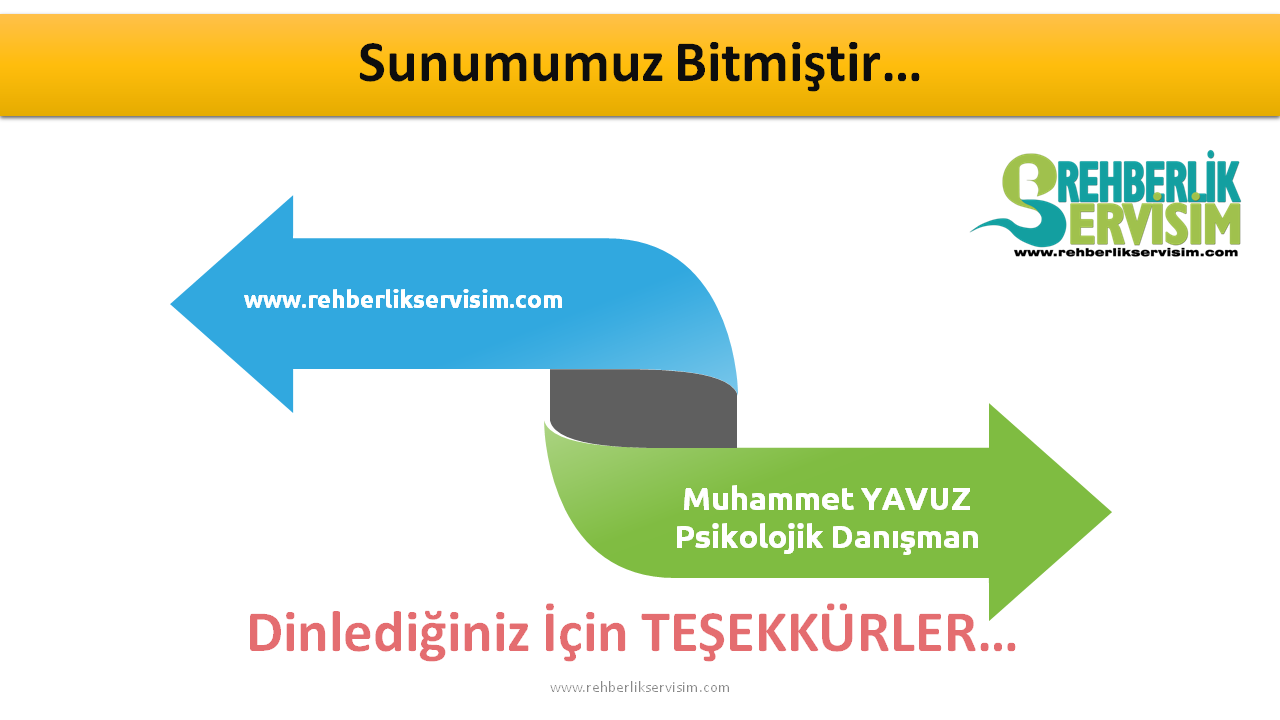 Sunumumuz Bitmiştir...
REHBERLİK
SERVİSİM
www.rehberlikservisim.com
www.rehberlikservisim.com
Muhammet YAVUZ
Psikolojik Danışman
Dinlediğiniz İçin TEŞEKKÜRLER...
www.rehberlikservisim.com